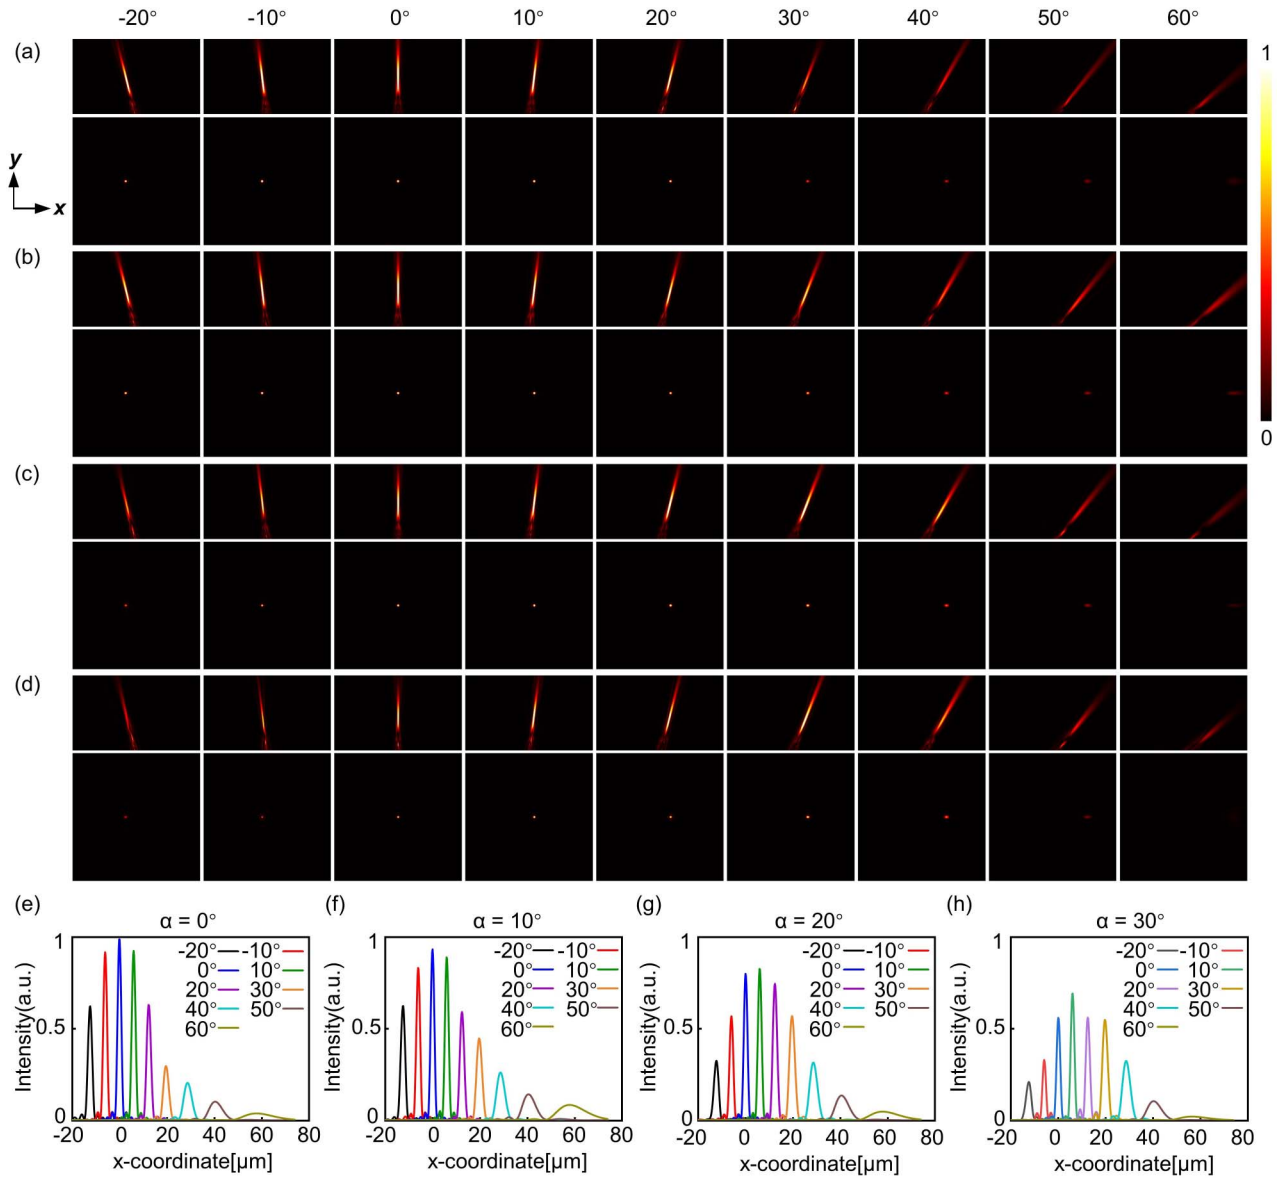 -20° -10° 0° 10° 20° 30° 40° 50° 60°
(a)
1
y
x
(b)
0
(c)
(d)
(e) (f) (g) (h)
α = 0° α = 10° α = 20° α = 30°
1 -20° -10° 1 -20° -10° 1 -20° -10° 1 -20° -10°
0° 10° 0° 10° 0° 10° 0° 10°
20° 30° 20° 30° 20° 30° 20° 30°
40° 50° 40° 50° 40° 50° 40° 50°
0.5 60° 0.5 60° 0.5 60° 0.5 60°
Intensity(a.u.) Intensity(a.u.) Intensity(a.u.) Intensity(a.u.)
0 0 0 0
-20 0 20 40 60 80 -20 0 20 40 60 80 -20 0 20 40 60 80 -20 0 20 40 60 80
x-coordinate[μm] x-coordinate[μm] x-coordinate[μm] x-coordinate[μm]